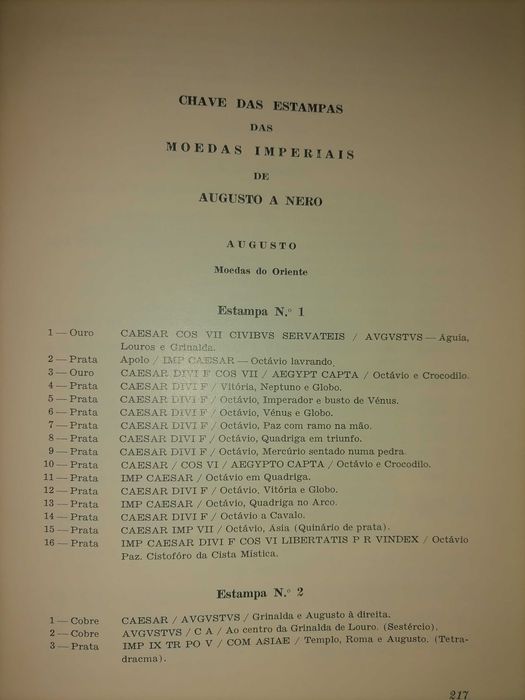 CHAVE DAS ESTAMPAS
DAS
MOEDAS IMPERIAIS
DE
AUGUSTO A NERO
AUGUSTO
Moedas do Oriente
Estampa N.º 1
1 — Ouro CAESAR COS VII CIVIBVS SERVATEIS / AVGVSTVS — Águia,
Louros e Grinalda.
2 — Prata Apolo / IMP CAESAR — Octávio lavrando.
3 — Ouro CAESAR DIVI F COS VII / AEGYPT CAPTA / Octávio e Crocodilo.
4 — Prata CAESAR DIVI F / Vitória, Neptuno e Globo.
5 — Prata CAESAR DIVI F / Octávio, Imperador e busto de Vénus.
6 — Prata CAESAR DIVI F / Octávio, Vénus e Globo.
7 — Prata CAESAR DIVI F / Octávio, Paz com ramo na mão.
8 — Prata CAESAR DIVI F / Octávio, Quadriga em triunfo.
9 — Prata CAESAR DIVI F / Octávio, Mercúrio sentado numa pedra.
10 — Prata CAESAR / COS VI / AEGYPTO CAPTA / Octávio e Crocodilo.
11 — Prata IMP CAESAR / Octávio em Quadriga.
12 — Prata CAESAR DIVI F / Octávio, Vitória e Globo.
13 — Prata IMP CAESAR / Octávio, Quadriga no Arco.
14 — Prata CAESAR DIVI F / Octávio a Cavalo.
15 — Prata CAESAR IMP VII / Octávio, Ásia (Quinário de prata).
16 — Prata IMP CAESAR DIVI F COS VI LIBERTATIS P R VINDEX / Octávio
Paz. Cistofóro da Cista Mística.
Estampa N.º 2
1 — Cobre CAESAR / AVGVSTVS / Grinalda e Augusto à direita.
2 — Cobre AVGVSTVS / C A / Ao centro da Grinalda de Louro. (Sestércio).
3 — Prata IMP IX TR PO V / COM ASIAE / Templo, Roma e Augusto. (Tetra-
dracma).
217